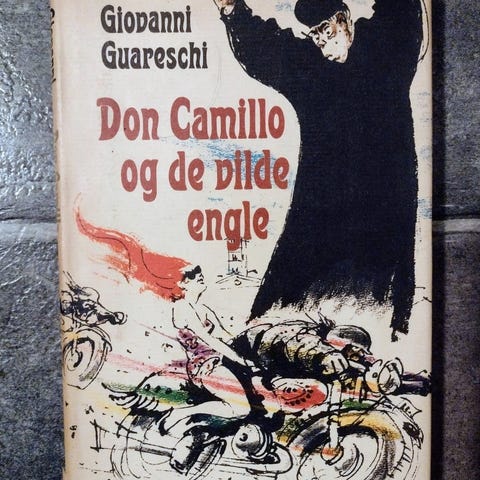 Giovanni
Guareschi
Don Camillo
og de vilde
engle